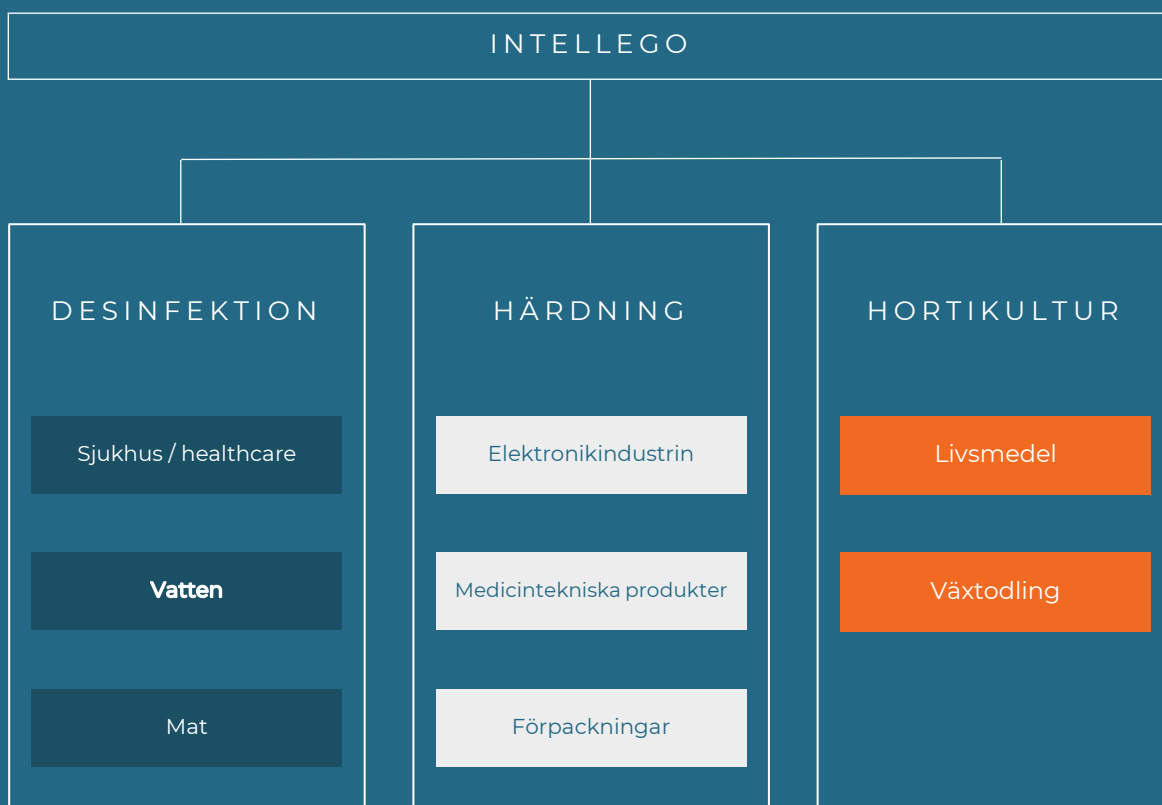 INTELLEGO
DESINFEKTION
Sjukhus / healthcare
Vatten
Mat
HÄRDNING
Elektronikindustrin
Medicintekniska produkter
Förpackningar
HORTIKULTUR
Livsmedel
Växtodling